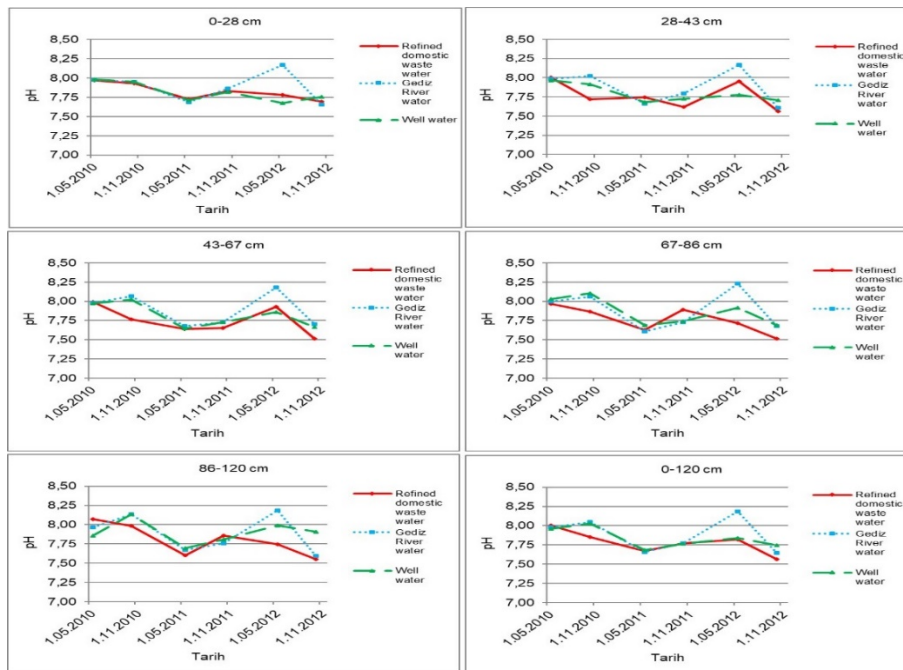 0-28 cm
8,50
8,25
8,00
7,75
7,50
7,25
7,00
pH
1.05.2010
1.11.2010
1.05.2011
1.11.2011
1.05.2012
1.11.2012
Tarih
Refined
domestic
waste
water
Gediz
River
water
Well water
28-43 cm
8,50
8,25
8,00
7,75
7,50
7,25
7,00
pH
1.05.2010
1.11.2010
1.05.2011
1.11.2011
1.05.2012
1.11.2012
Tarih
Refined
domestic
waste
water
Gediz
River
water
Well
water
43-67 cm
8,50
8,25
8,00
7,75
7,50
7,25
7,00
pH
1.05.2010
1.11.2010
1.05.2011
1.11.2011
1.05.2012
1.11.2012
Tarih
Refined
domestic
waste
water
Gediz
River
water
Well
water
67-86 cm
8,50
8,25
8,00
7,75
7,50
7,25
7,00
pH
1.05.2010
1.11.2010
1.05.2011
1.11.2011
1.05.2012
1.11.2012
Tarih
Refined
domestic
waste
water
Gediz
River
water
Well
water
86-120 cm
8,50
8,25
8,00
7,75
7,50
7,25
7,00
pH
1.05.2010
1.11.2010
1.05.2011
1.11.2011
1.05.2012
1.11.2012
Tarih
Refined
domestic
waste
water
Gediz
River
water
Well
water
0-120 cm
8,50
8,25
8,00
7,75
7,50
7,25
7,00
pH
1.05.2010
1.11.2010
1.05.2011
1.11.2011
1.05.2012
1.11.2012
Tarih
Refined
domestic
waste
water
Gediz
River
water
Well
water